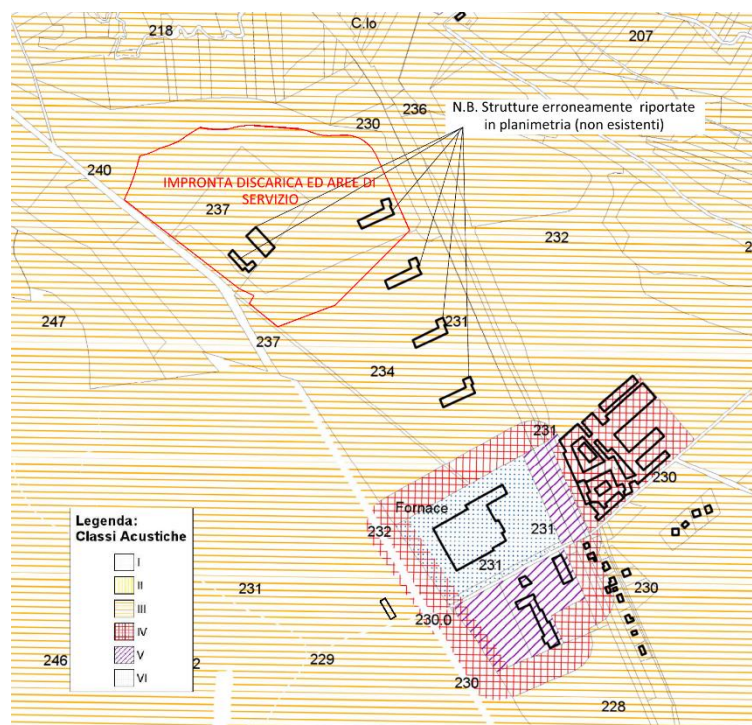 C.lo
218
207
236
N.B. Strutture erroneamente riportate
in planimetria (non esistenti)
230
240
IMPRONTA DISCARICA ED AREE DI
SERVIZIO
237
232
2
247
231
237
234
231
230
Fornace
232
231
231
Legenda:
Classi Acustiche
I
II
III
IV
V
VI
231
230
230.0
246
2
229
230
228